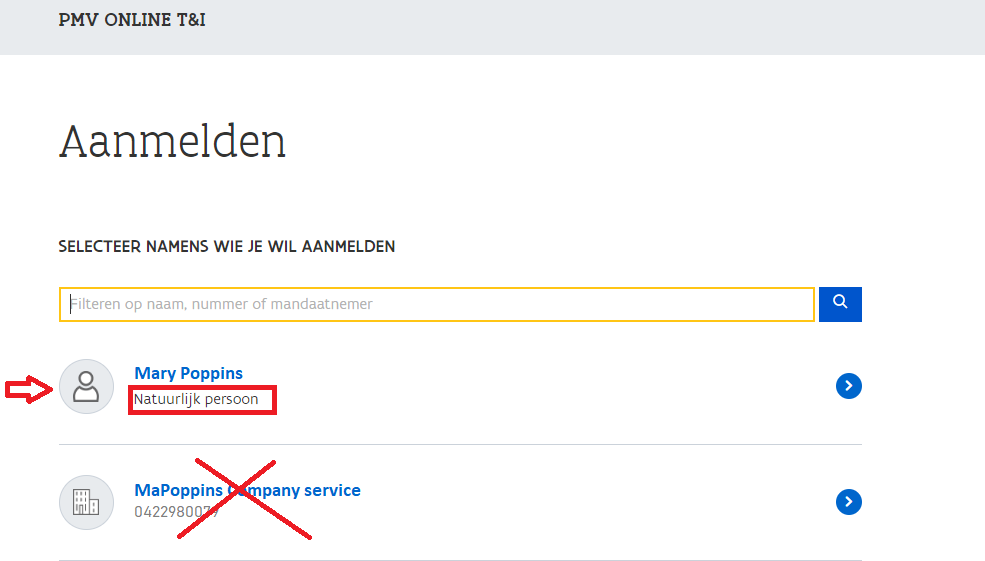 PMV ONLINE T&I
Aanmelden
SELECTEER NAMENS WIE JE WIL AANMELDEN
Filteren op naam, nummer of mandaatnemer
Mary Poppins
Natuurlijk persoon
MaPoppins Company service
0422980079